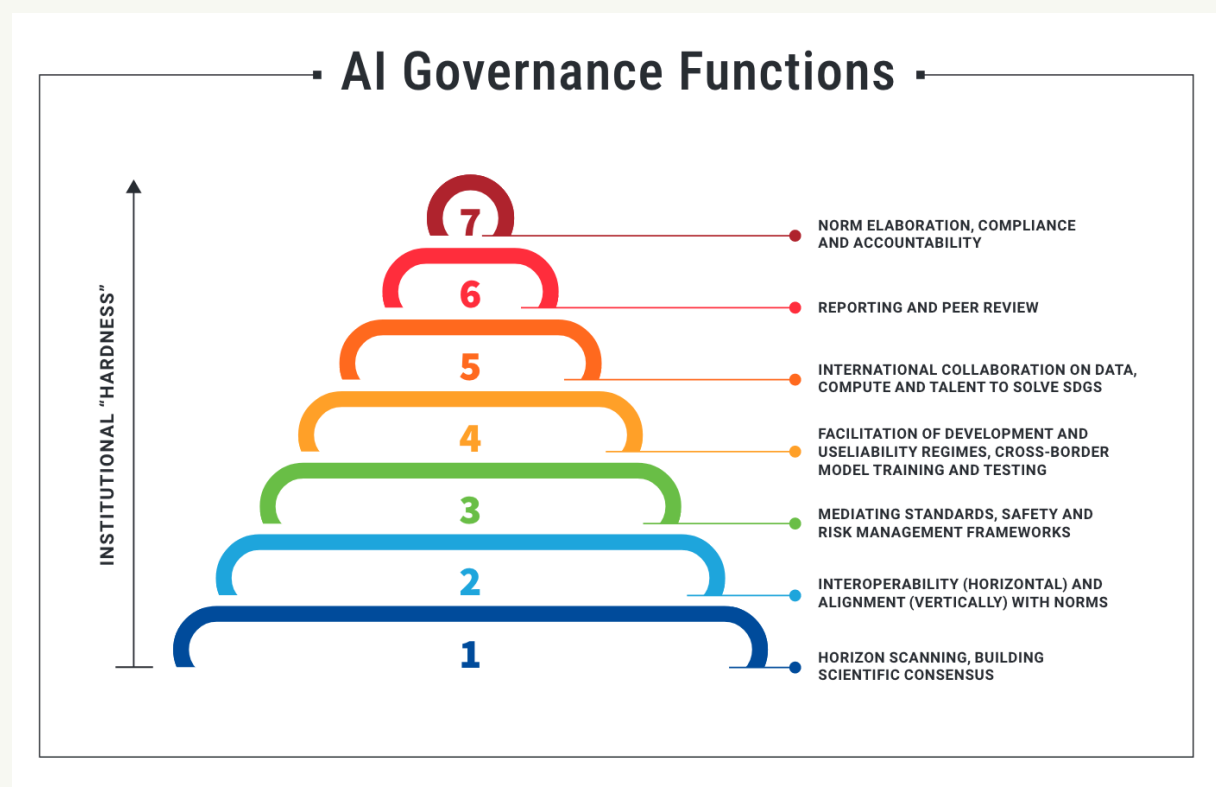 AI Governance Functions
INSTITUTIONAL “HARDNESS”
7
NORM ELABORATION, COMPLIANCE
AND ACCOUNTABILITY
6
REPORTING AND PEER REVIEW
5
INTERNATIONAL COLLABORATION ON DATA,
COMPUTE AND TALENT TO SOLVE SDGS
4
FACILITATION OF DEVELOPMENT AND
USELIABILITY REGIMES, CROSS-BORDER
MODEL TRAINING AND TESTING
3
MEDIATING STANDARDS, SAFETY AND
RISK MANAGEMENT FRAMEWORKS
2
INTEROPERABILITY (HORIZONTAL) AND
ALIGNMENT (VERTICALLY) WITH NORMS
1
HORIZON SCANNING, BUILDING
SCIENTIFIC CONSENSUS